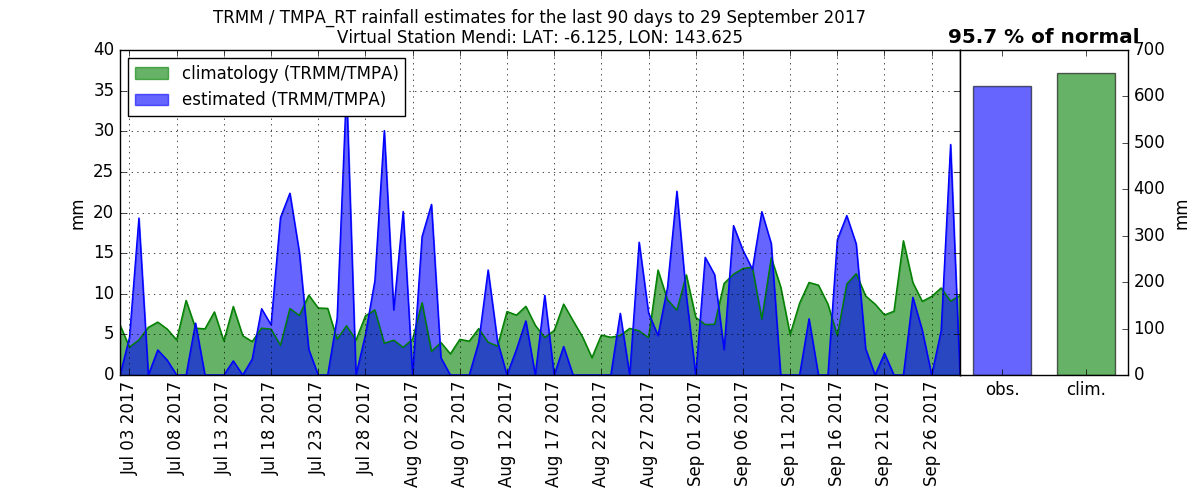 TRMM / TMPA_RT rainfall estimates for the last 90 days to 29 September 2017
Virtual Station Mendi: LAT: -6.125, LON: 143.625
95.7 % of normal
climatology (TRMM/TMPA)
estimated (TRMM/TMPA)
mm
40
35
30
25
20
15
10
5
0
Jul 03 2017
Jul 08 2017
Jul 13 2017
Jul 18 2017
Jul 23 2017
Jul 28 2017
Aug 02 2017
Aug 07 2017
Aug 12 2017
Aug 17 2017
Aug 22 2017
Aug 27 2017
Sep 01 2017
Sep 06 2017
Sep 11 2017
Sep 16 2017
Sep 21 2017
Sep 26 2017
obs.
clim.
700
600
500
400
300
200
100
0
mm